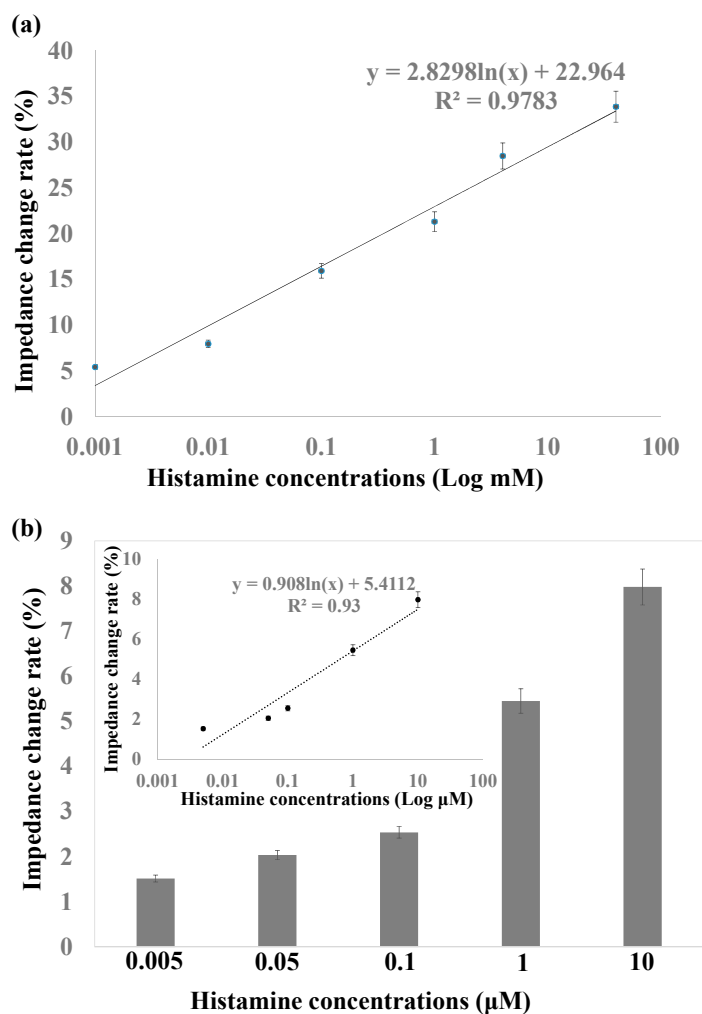 (a)
Impedance change rate (%)
40
35
30
25
20
15
10
5
0
y = 2.8298ln(x) + 22.964
R² = 0.9783
0.001 0.01 0.1 1 10 100
Histamine concentrations (Log mM)
(b)
Impedance change rate (%)
9
8
7
6
5
4
3
2
1
0
Impedance change rate (%)
10
8
6
4
2
0
y = 0.908ln(x) + 5.4112
R² = 0.93
0.001 0.01 0.1 1 10 100
Histamine concentrations (Log µM)
0.005 0.05 0.1 1 10
Histamine concentrations (µM)